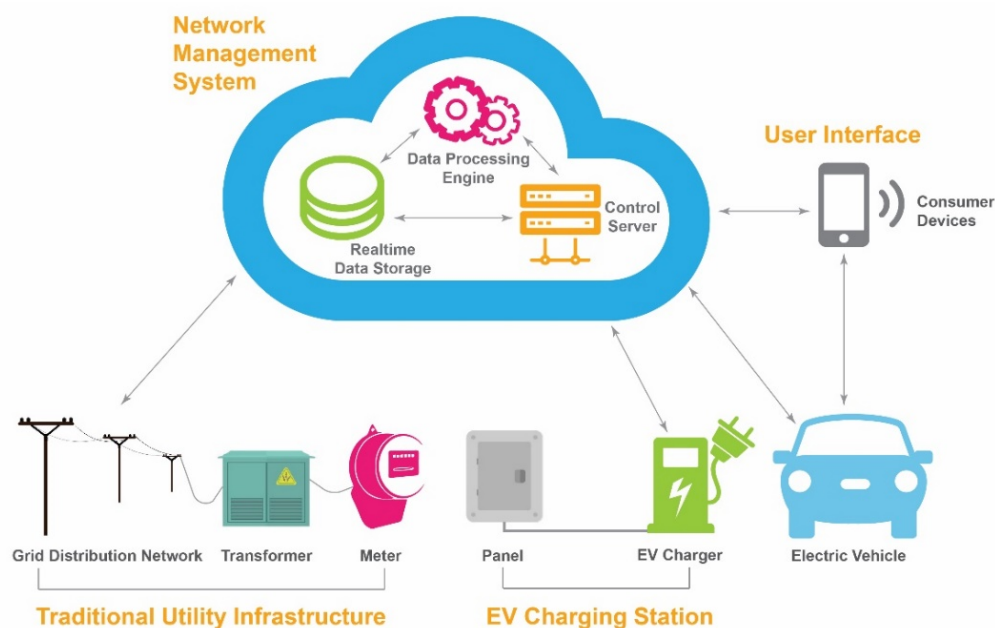 Network
Management
System
Data Processing
Engine
User Interface
Control
Server
Consumer
Devices
Realtime
Data Storage
Grid Distribution Network
Transformer
Meter
Panel
EV Charger
Electric Vehicle
Traditional Utility Infrastructure
EV Charging Station